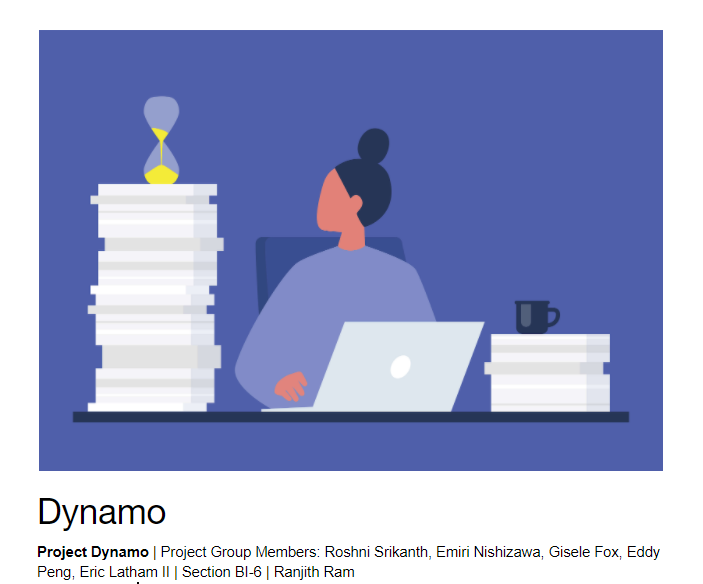 Dynamo
Project Dynamo | Project Group Members: Roshni Srikanth, Emiri Nishizawa, Gisele Fox, Eddy
Peng, Eric Latham II | Section BI-6 | Ranjith Ram